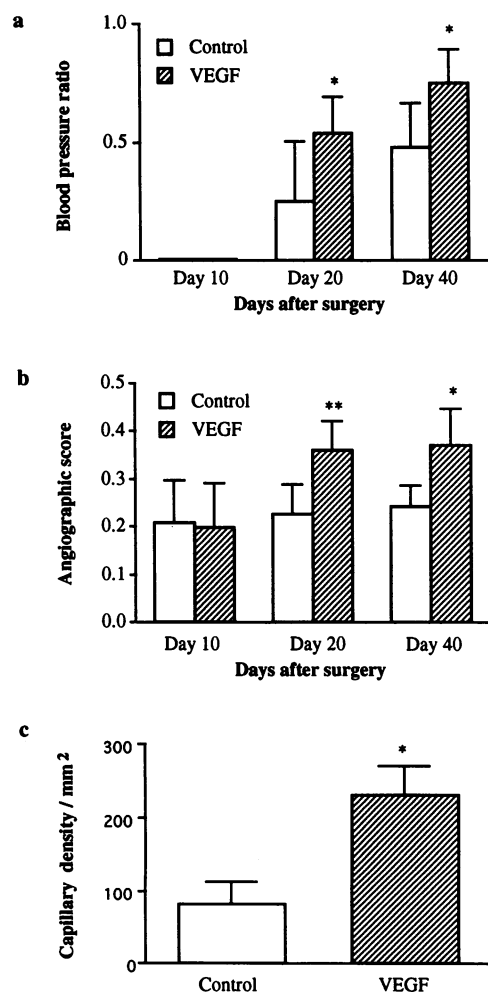 a
1.0
Control
VEGF
*
*
Blood pressure ratio
0.5
0
Day 10 Day 20 Day 40
Days after surgery
b
0.5
Control
VEGF
**
*
Angiographic score
0.4
0.3
0.2
0.1
0.0
Day 10 Day 20 Day 40
Days after surgery
c
300
*
Capillary density / mm 2
200
100
0
Control VEGF